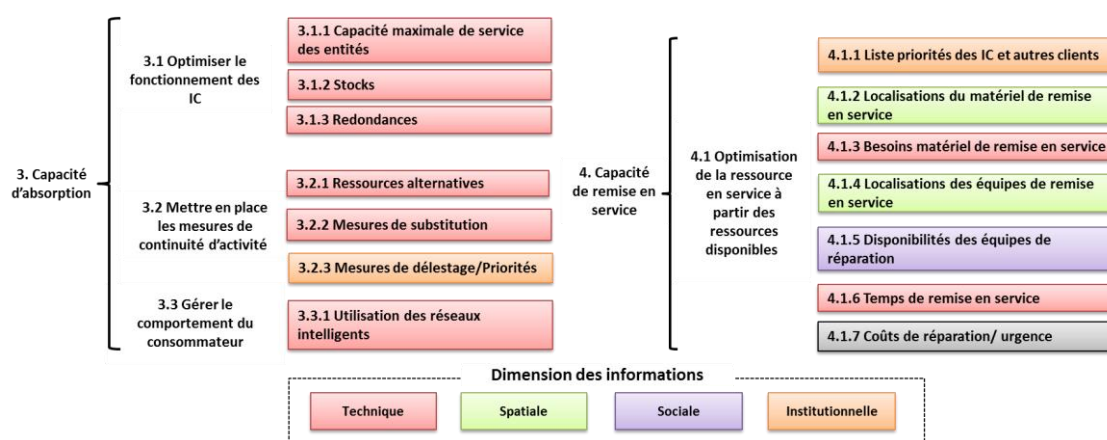 3. Capacité
d'absorption
3.1 Optimiser le
fonctionnement des
IC
3.1.1 Capacité maximale de service
des entités
3.1.2 Stocks
3.1.3 Redondances
3.2 Mettre en place
les mesures de
continuité d'activité
3.2.1 Ressources alternatives
3.2.2 Mesures de substitution
3.2.3 Mesures de délestage/Priorités
3.3 Gérer le
comportement du
consommateur
3.3.1 Utilisation des réseaux
intelligents
4. Capacité
de remise en
service
4.1 Optimisation
de la ressource
en service à
partir des
ressources
disponibles
4.1.1 Liste priorités des IC et autres clients
4.1.2 Localisations du matériel de remise
en service
4.1.3 Besoins matériel de remise en service
4.1.4 Localisations des équipes de remise
en service
4.1.5 Disponibilités des équipes de
réparation
4.1.6 Temps de remise en service
4.1.7 Coûts de réparation/ urgence
Dimension des informations
Technique
Spatiale
Sociale
Institutionnelle